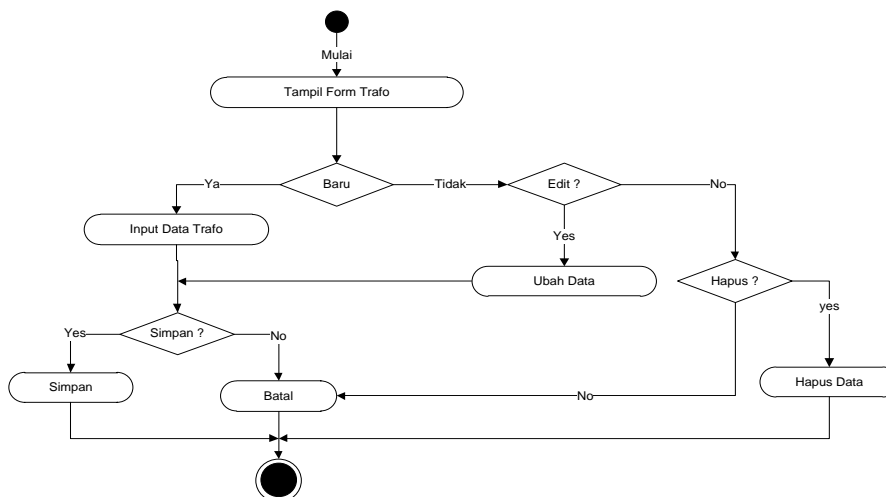 Mulai
Tampil Form Trafo
Ya
Baru
Tidak
Edit ?
No
Input Data Trafo
Yes
Ubah Data
Hapus ?
yes
Yes
Simpan ?
No
Simpan
Batal
No
Hapus Data